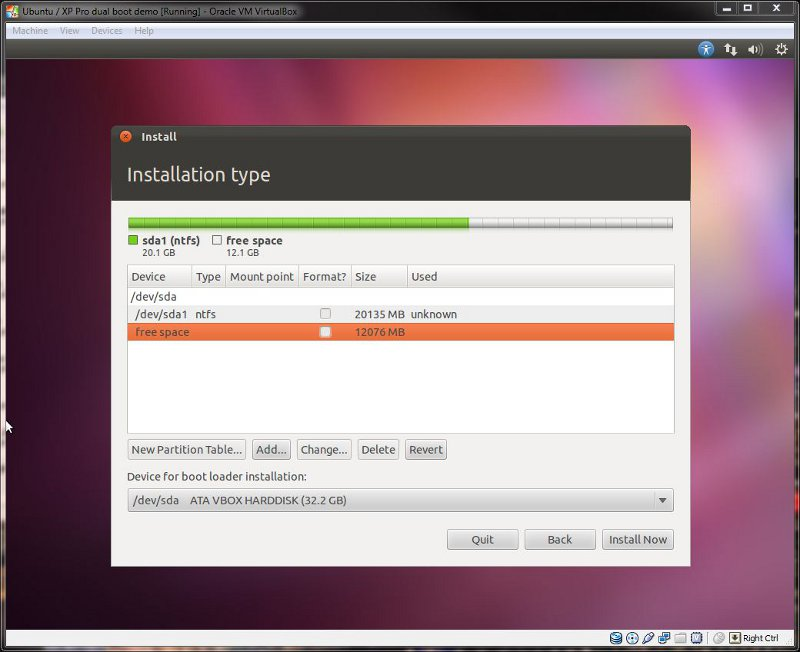 Ubuntu / XP Pro dual boot demo [Running] - Oracle VM VirtualBox
Machine View Devices Help
Install
Installation type
sda1 (ntfs) free space
20.1 GB 12.1 GB
Device Type Mount point Format? Size Used
/dev/sda
/dev/sda1 ntfs 20135 MB unknown
free space 12076 MB
New Partition Table... Add... Change... Delete Revert
Device for boot loader installation:
/dev/sda ATA VBOX HARDDISK (32.2 GB)
Quit Back Install Now
Right Ctrl